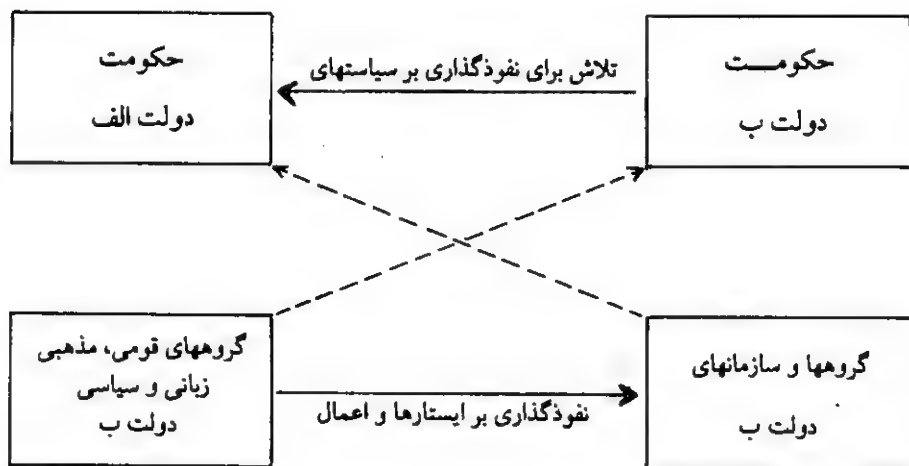 حکومـــت
دولت ب
تلاش برای نفوذگذاری بر سیاستهای
حکومت
دولت الف
گروهها و سازمانهای
دولت ب
نفوذگذاری بر ایستارها و اعمال
گروههای قومی، مذهبی
زبانی و سیاسی
دولت ب